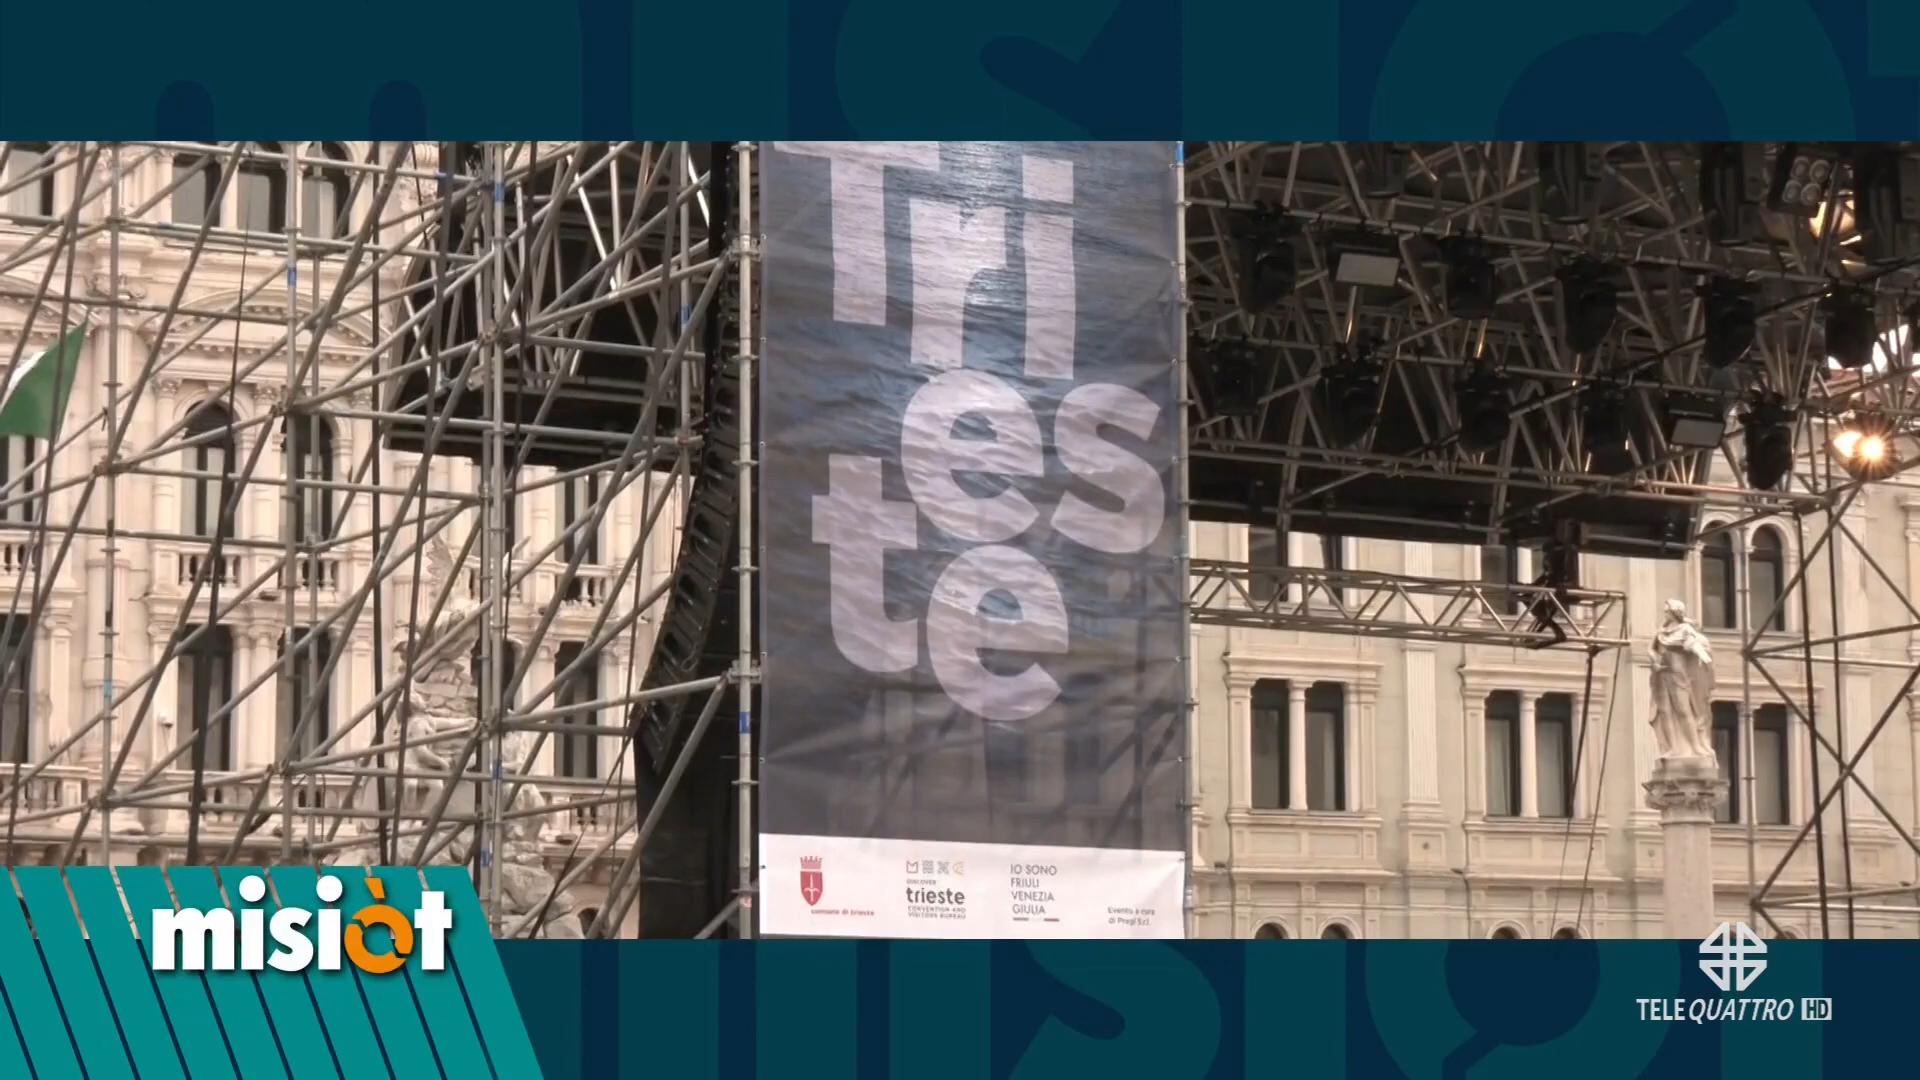 Tri
es
te
comune di trieste
DISCOVER
trieste
CONVENTION AND
VISITORS BUREAU
IO SONO
FRIULI
VENEZIA
GIULIA
Evento a cura
di Pregi S.r.l.
misiòt
TELEQUATTRO HD